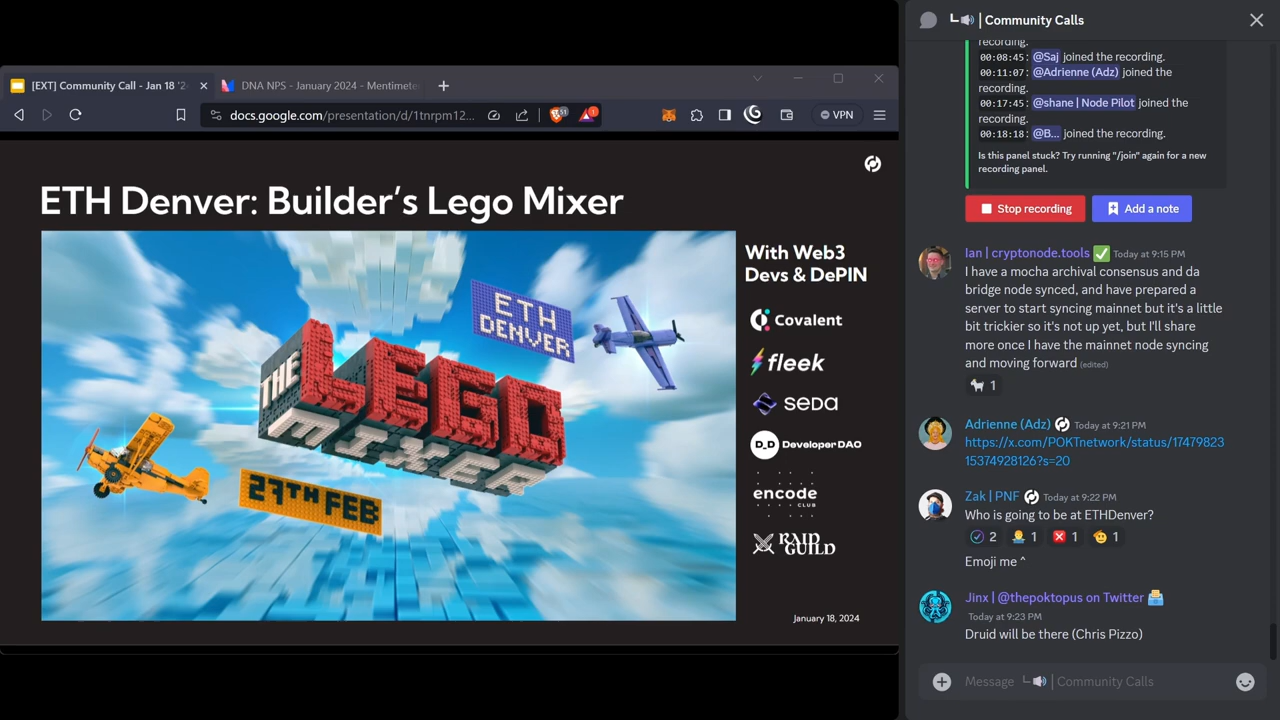 [EXT] Community Call - Jan 18 '2
DNA NPS - January 2024 - Mentimete
docs.google.com/presentation/d/1tnrpm12...
51
1
VPN
ETH Denver: Builder's Lego Mixer
With Web3
Devs & DePIN
ETH
DENVER
THE
LEGO
MIXER
27TH FEB
Covalent
fleek
SEDA
D_D Developer DAO
encode
CLUB
RAID
GUILD
January 18, 2024
Community Calls
recording.
00:08:45: @Saj joined the recording.
00:11:07: @Adrienne (Adz) joined the
recording.
00:17:45: @shane | Node Pilot joined the
recording.
00:18:18: @B... joined the recording.
Is this panel stuck? Try running "/join" again for a new
recording panel.
Stop recording
Add a note
Ian | cryptonode.tools Today at 9:15 PM
I have a mocha archival consensus and da
bridge node synced, and have prepared a
server to start syncing mainnet but it's a little
bit trickier so it's not up yet, but I'll share
more once I have the mainnet node syncing
and moving forward (edited)
1
Adrienne (Adz) Today at 9:21 PM
https://x.com/POKTnetwork/status/17479823
15374928126?s=20
Zak | PNF Today at 9:22 PM
Who is going to be at ETHDenver?
2 1 1 1
Emoji me ^
Jinx | @thepoktopus on Twitter
Today at 9:23 PM
Druid will be there (Chris Pizzo)
Message Community Calls